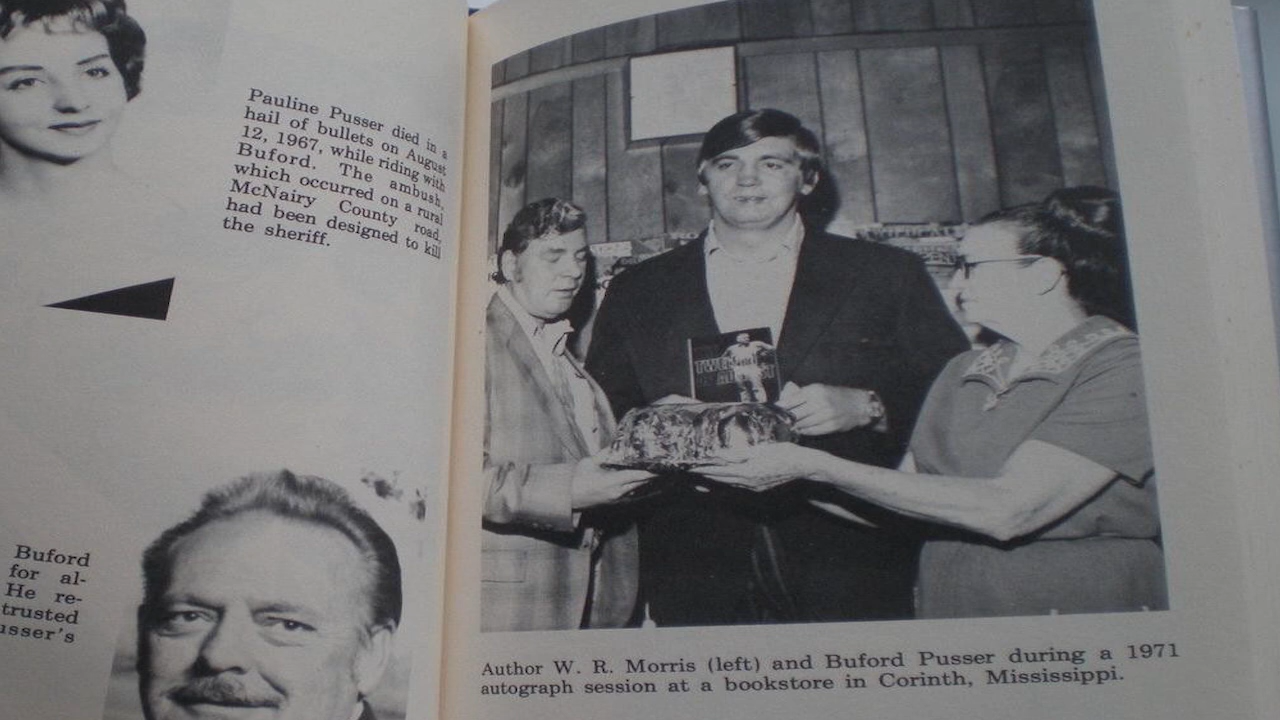 Pauline Pusser died in a
hail of bullets on August
12, 1967, while riding with
Buford. The ambush,
which occurred on a rural
McNairy County road,
had been designed to kill
the sheriff.
Buford
for al-
He re-
trusted
usser's
Author W. R. Morris (left) and Buford Pusser during a 1971
autograph session at a bookstore in Corinth, Mississippi.